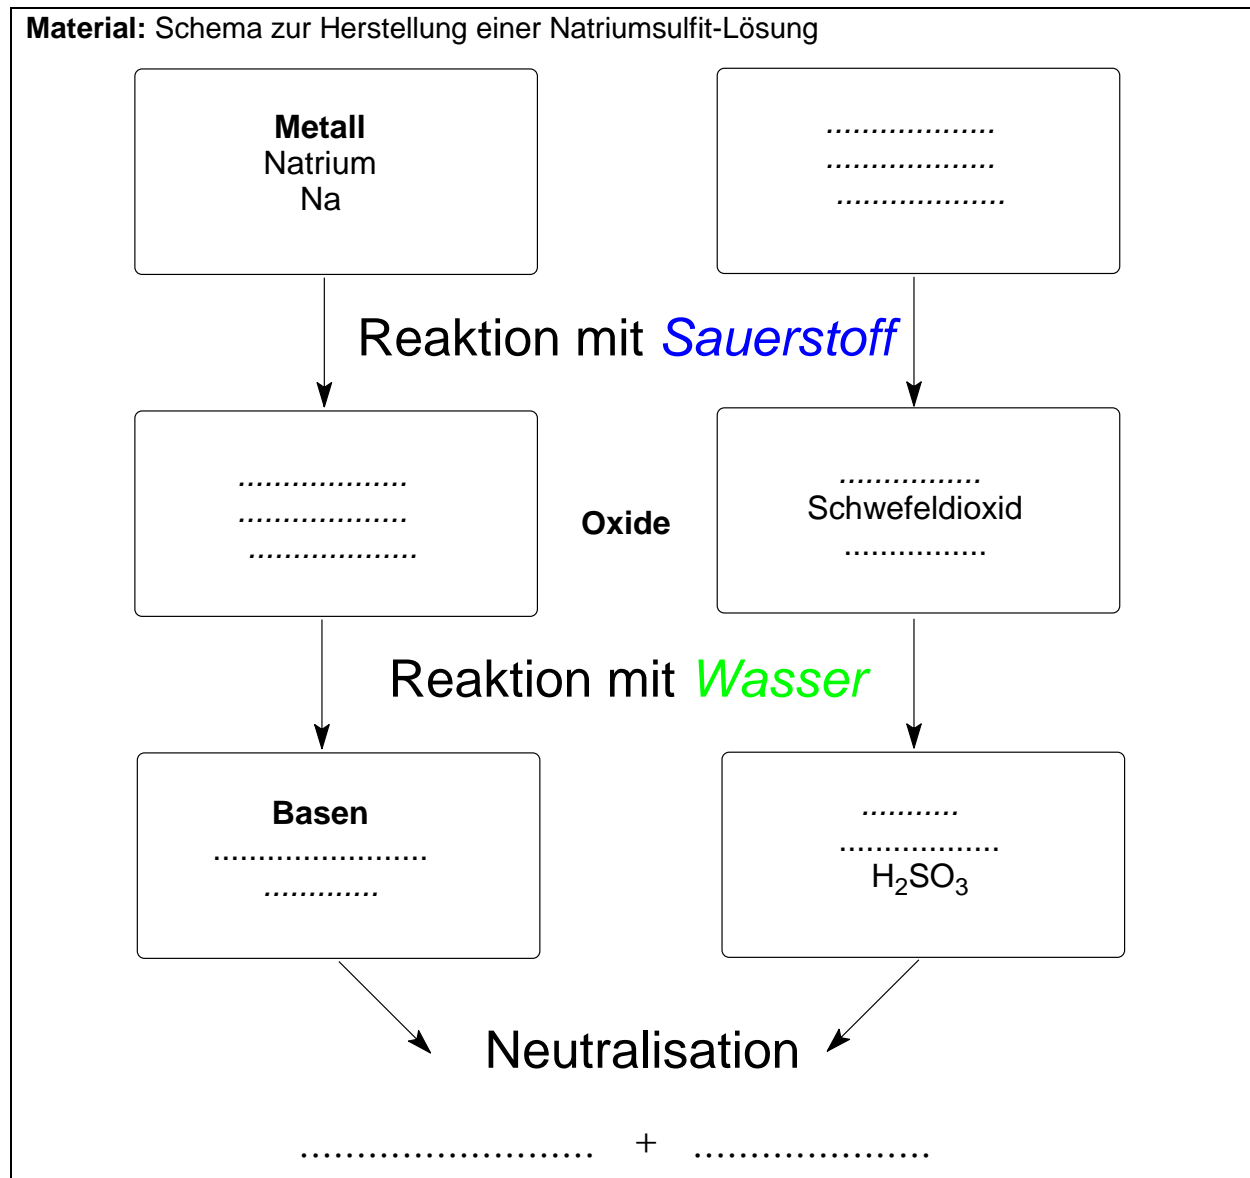 Material: Schema zur Herstellung einer Natriumsulfit-Lösung
Metall
Natrium
Na
...................
...................
...................
Reaktion mit Sauerstoff
...................
...................
...................
Oxide
................
Schwefeldioxid
................
Reaktion mit Wasser
Basen
........................
.............
...........
..................
H₂SO₃
Neutralisation
......................... + ....................